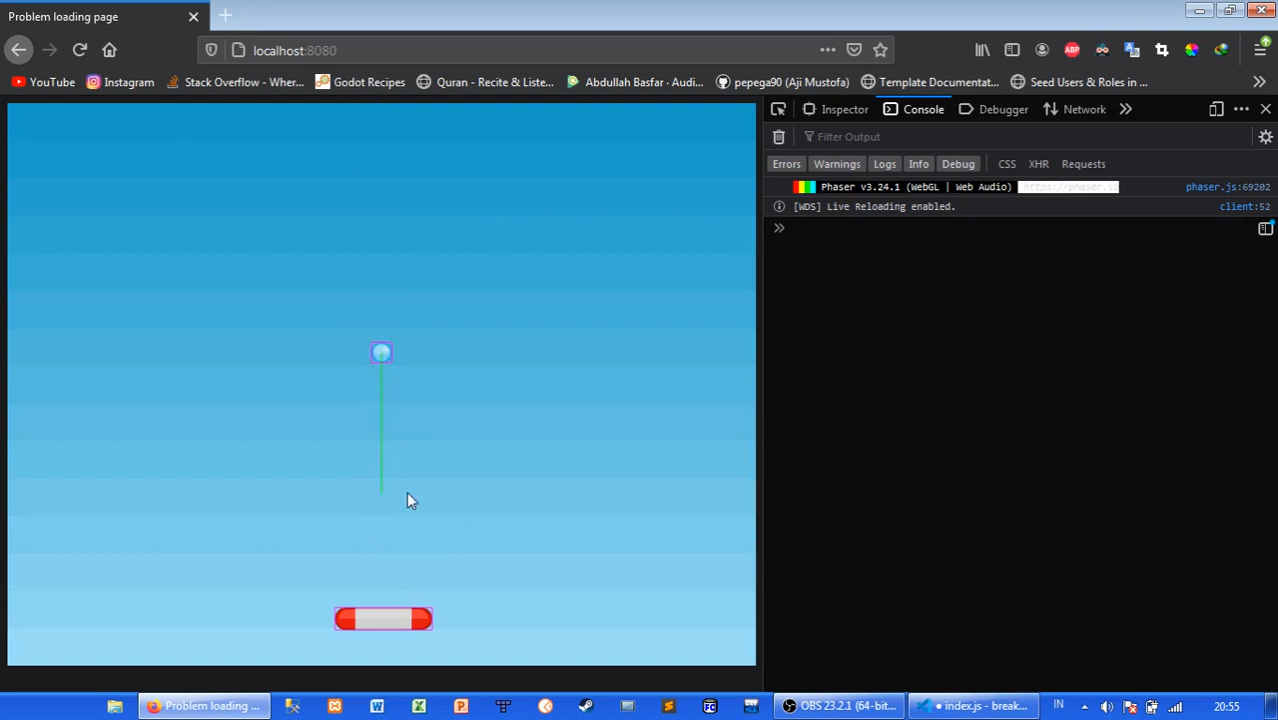 Problem loading page
localhost:8080
YouTube
Instagram
Stack Overflow - Wher...
Godot Recipes
Quran - Recite & Liste...
Abdullah Basfar · Audi...
pepega90 (Aji Mustofa)
Template Documentat...
Seed Users & Roles in ...
Inspector
Console
Debugger
Network
Filter Output
Errors
Warnings
Logs
Info
Debug
CSS
XHR
Requests
Phaser v3.24.1 (WebGL | Web Audio) https://phaser.io
phaser.js:69202
[WDS] Live Reloading enabled.
client:52
Problem loading ...
OBS 23.2.1 (64-bit...
● index.js - break...
IN
20:55